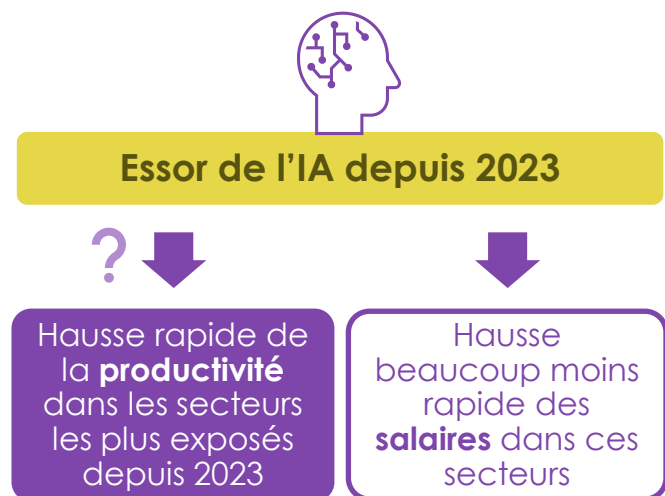 Essor de l'IA depuis 2023
?
Hausse rapide de
la productivité
dans les secteurs
les plus exposés
depuis 2023
Hausse
beaucoup moins
rapide des
salaires dans ces
secteurs